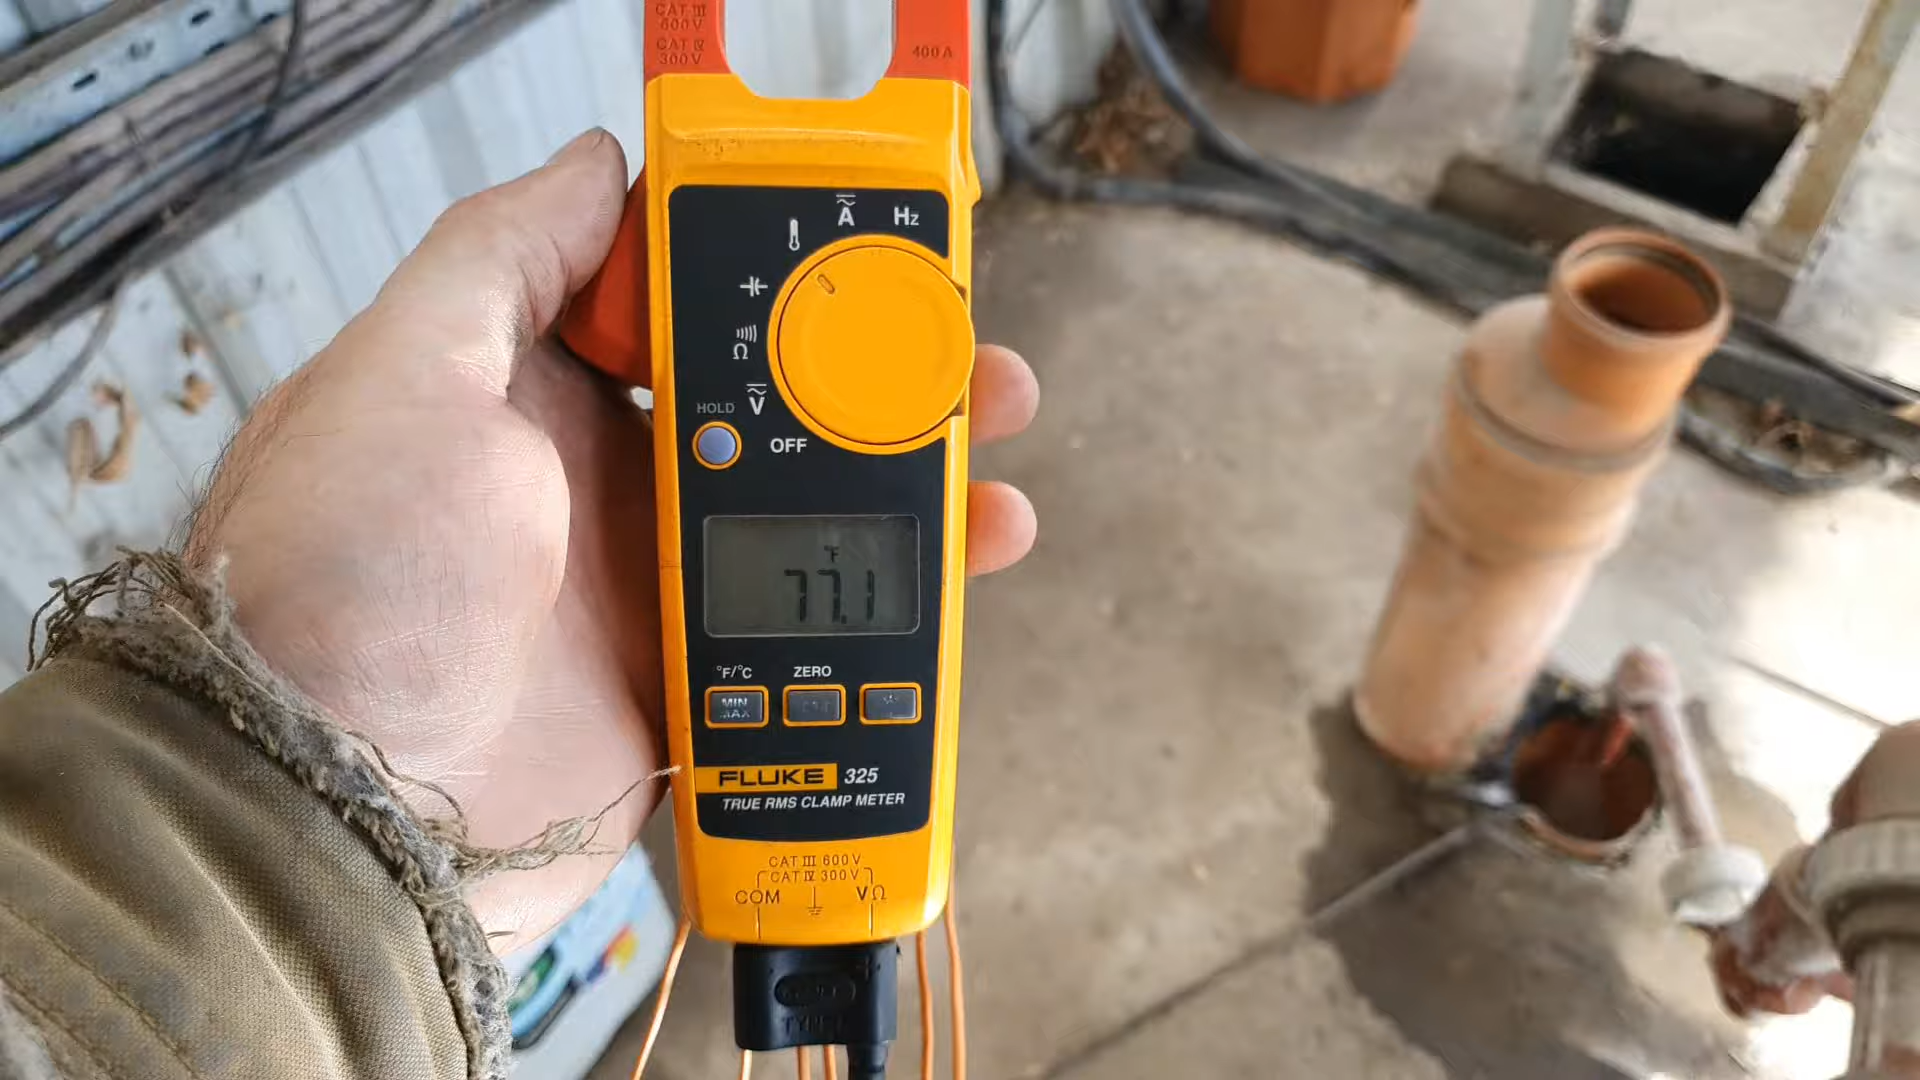 CAT III
600V
CAT IV
300V
400A
A
Hz
Ω
V
HOLD
OFF
°F
77.1
°F/°C
ZERO
MIN
MAX
FLUKE 325
TRUE RMS CLAMP METER
CAT III 600V
CAT IV 300V
COM
VΩ